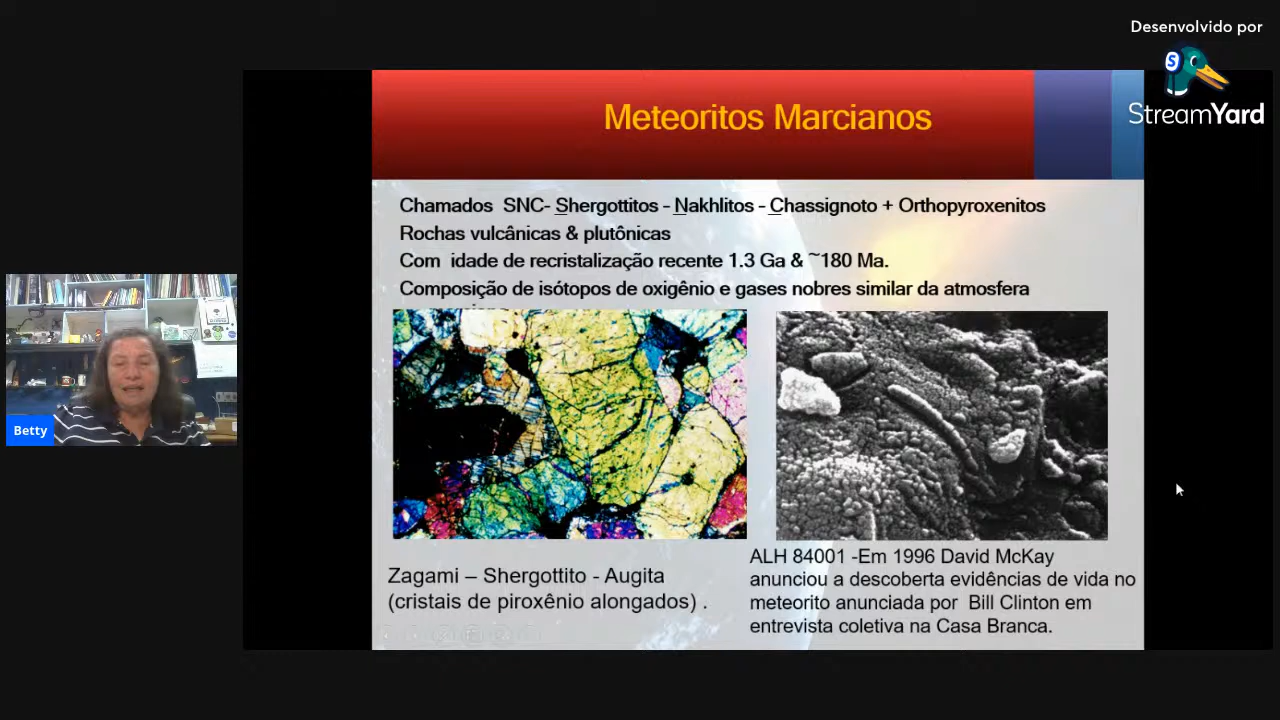 Desenvolvido por
StreamYard
Meteoritos Marcianos
Chamados SNC- Shergottitos - Nakhlitos - Chassignoto + Orthopyroxenitos
Rochas vulcânicas & plutônicas
Com idade de recristalização recente 1.3 Ga & ~180 Ma.
Composição de isótopos de oxigênio e gases nobres similar da atmosfera
Betty
Zagami – Shergottito - Augita
(cristais de piroxênio alongados) .
ALH 84001 -Em 1996 David McKay
anunciou a descoberta evidências de vida no
meteorito anunciada por Bill Clinton em
entrevista coletiva na Casa Branca.